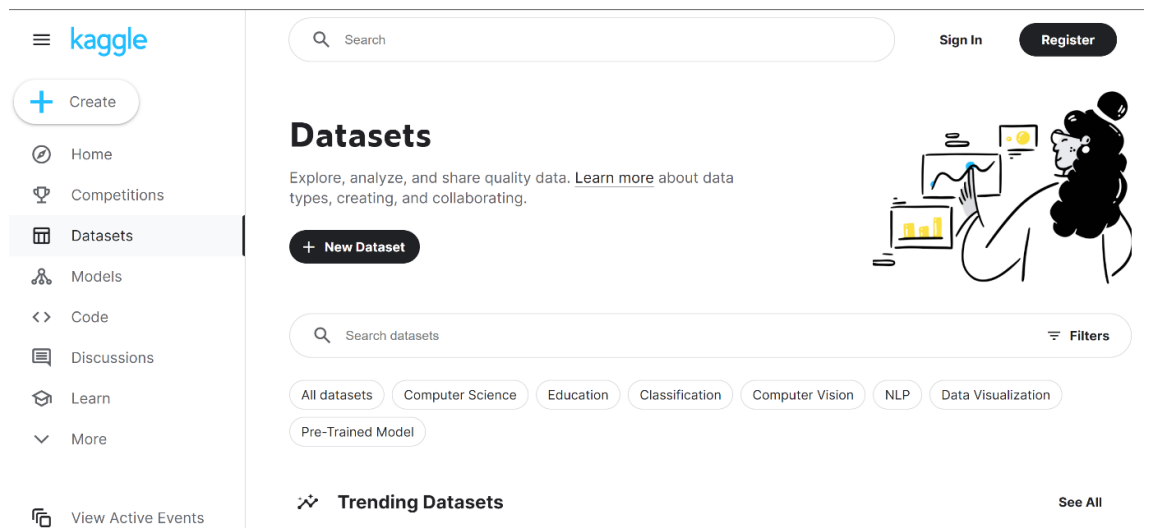 kaggle
Search
Sign In
Register
Create
Home
Competitions
Datasets
Models
Code
Discussions
Learn
More
View Active Events
Datasets
Explore, analyze, and share quality data. Learn more about data
types, creating, and collaborating.
+ New Dataset
Search datasets
Filters
All datasets
Computer Science
Education
Classification
Computer Vision
NLP
Data Visualization
Pre-Trained Model
Trending Datasets
See All